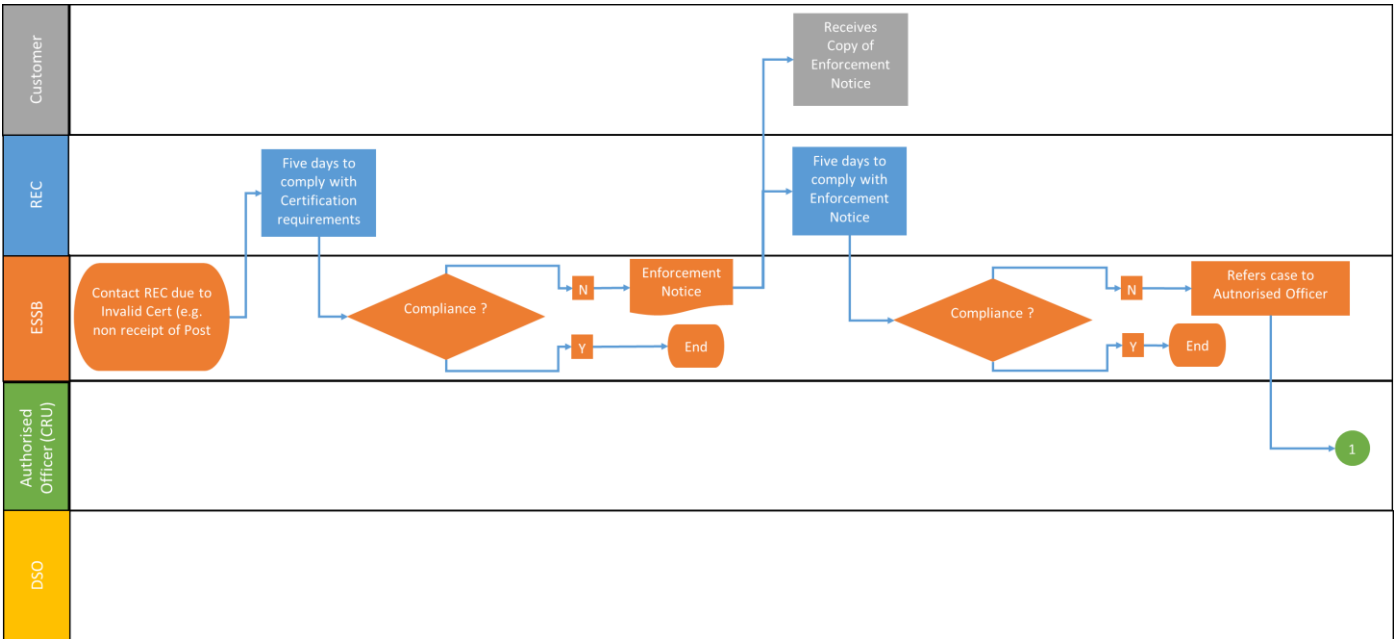 Customer
Receives
Copy of
Enforcement
Notice
REC
Five days to
comply with
Certification
requirements
Five days to
comply with
Enforcement
Notice
ESSB
Contact REC due to
Invalid Cert (e.g.
non receipt of Post
Compliance ?
N
Enforcement
Notice
Y
End
Compliance ?
N
Refers case to
Autnorised Officer
Y
End
Authorised
Officer (CRU)
1
DSO